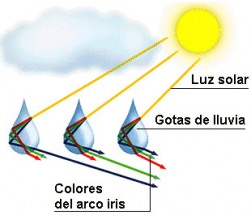 Luz solar
Gotas de lluvia
Colores
del arco iris